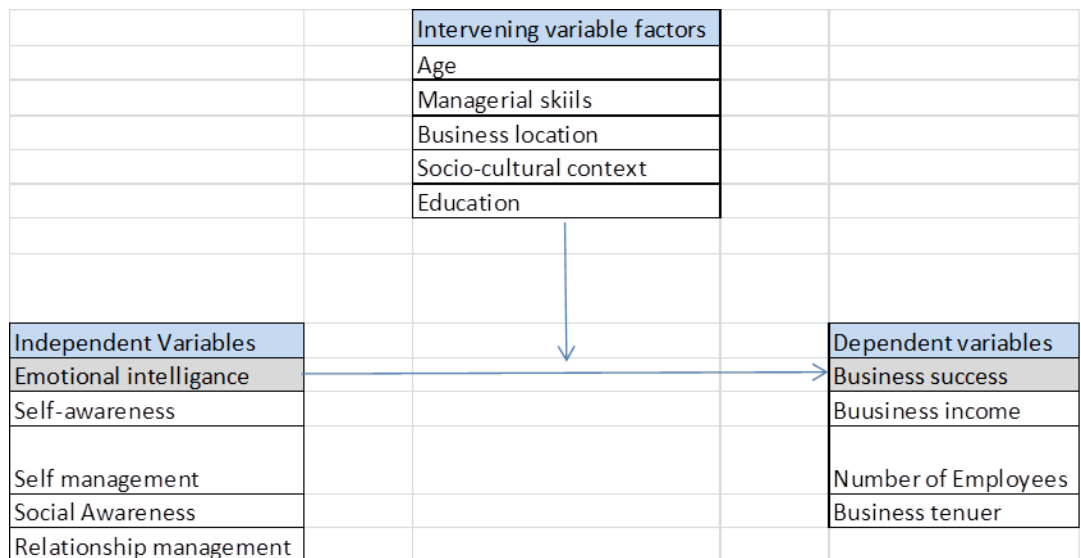 Intervening variable factors
Age
Managerial skiils
Business location
Socio-cultural context
Education
Independent Variables
Emotional intelligance
Self-awareness
Self management
Social Awareness
Relationship management
Dependent variables
Business success
Buusiness income
Number of Employees
Business tenuer